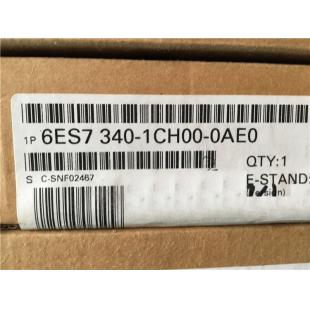 1P 6ES7 340-1CH00-0AE0
QTY:1
S C-SNF02467
E-STAND: